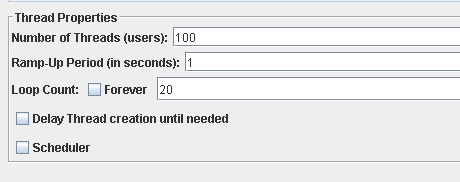 Thread Properties
Number of Threads (users): 100
Ramp-Up Period (in seconds): 1
Loop Count: Forever 20
Delay Thread creation until needed
Scheduler